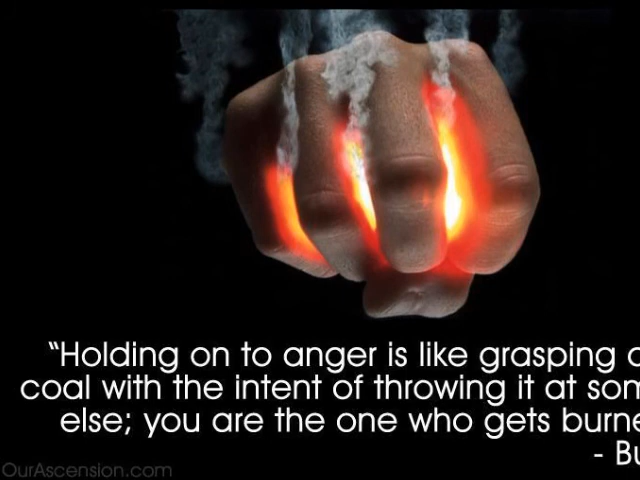 “Holding on to anger is like grasping
coal with the intent of throwing it at
else; you are the one who gets
-
OurAscension.com